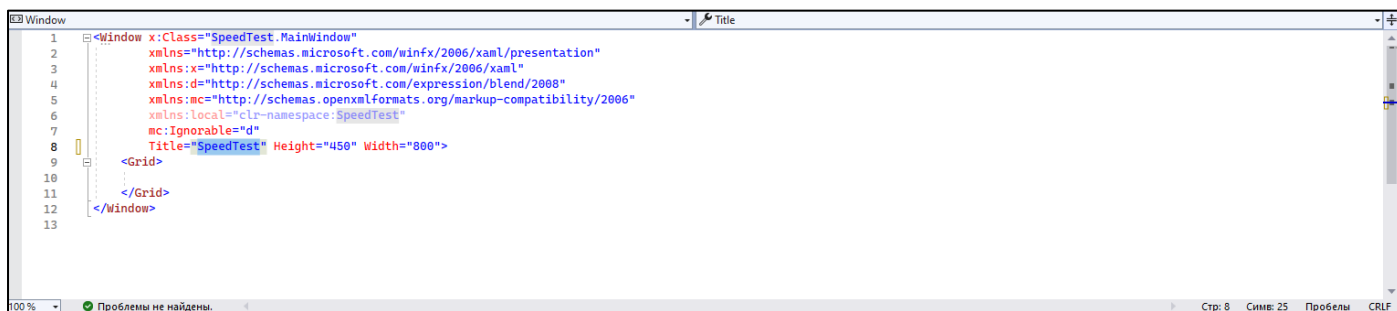 Window Title
1 <Window x:Class="SpeedTest.MainWindow"
2 xmlns="http://schemas.microsoft.com/winfx/2006/xaml/presentation"
3 xmlns:x="http://schemas.microsoft.com/winfx/2006/xaml"
4 xmlns:d="http://schemas.microsoft.com/expression/blend/2008"
5 xmlns:mc="http://schemas.openxmlformats.org/markup-compatibility/2006"
6 xmlns:local="clr-namespace:SpeedTest"
7 mc:Ignorable="d"
8 Title="SpeedTest" Height="450" Width="800">
9 <Grid>
10
11 </Grid>
12 </Window>
13
100 % Проблемы не найдены. Стр: 8 Симв: 25 Пробелы CRLF